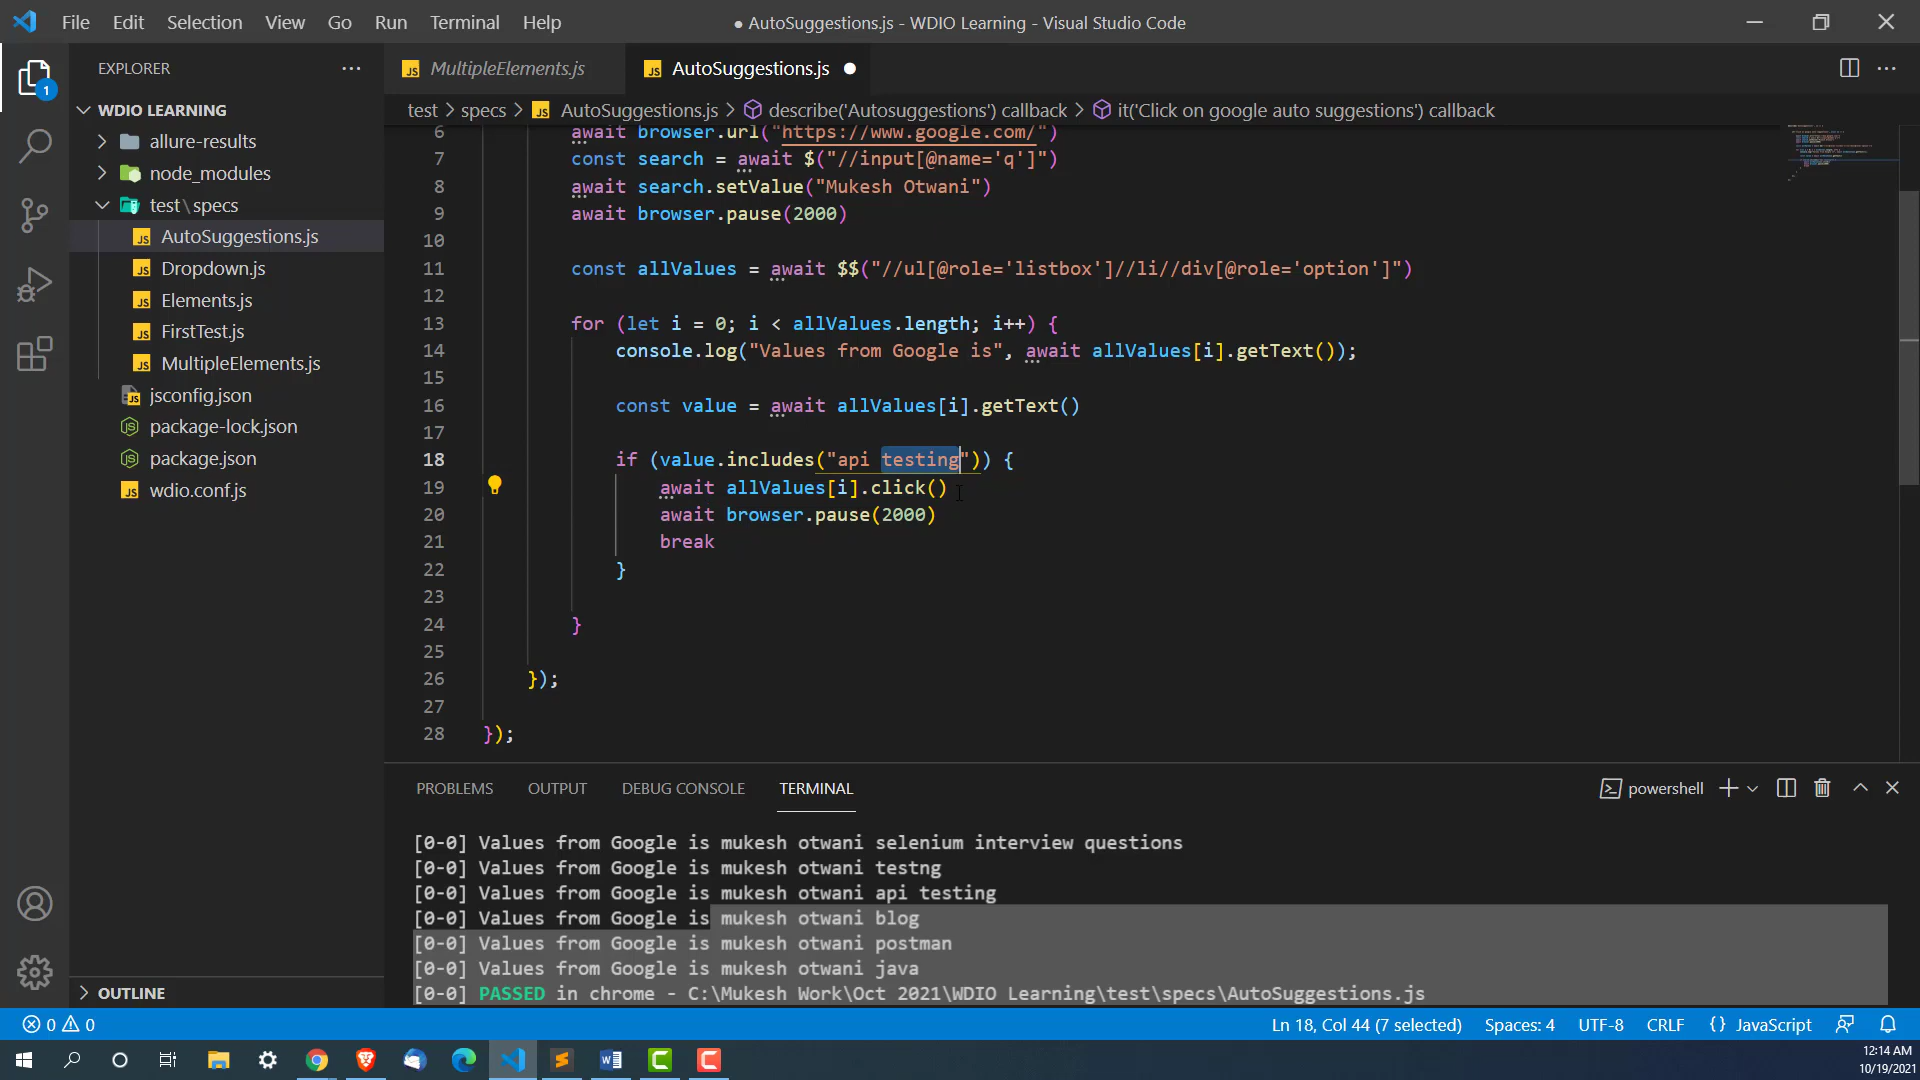 File Edit Selection View Go Run Terminal Help
● AutoSuggestions.js - WDIO Learning - Visual Studio Code
EXPLORER
MultipleElements.js
AutoSuggestions.js
WDIO LEARNING
allure-results
node_modules
test\specs
AutoSuggestions.js
Dropdown.js
Elements.js
FirstTest.js
MultipleElements.js
jsconfig.json
package-lock.json
package.json
wdio.conf.js
OUTLINE
test > specs > JS AutoSuggestions.js > describe('Autosuggestions') callback > it('Click on google auto suggestions') callback
6 await browser.url("https://www.google.com/")
7 const search = await $("//input[@name='q']")
8 await search.setValue("Mukesh Otwani")
9 await browser.pause(2000)
10
11 const allValues = await $$("//ul[@role='listbox']//li//div[@role='option']")
12
13 for (let i = 0; i < allValues.length; i++) {
14 console.log("Values from Google is", await allValues[i].getText());
15
16 const value = await allValues[i].getText()
17
18 if (value.includes("api testing")) {
19 await allValues[i].click()
20 await browser.pause(2000)
21 break
22 }
23
24 }
25
26 });
27
28 });
PROBLEMS OUTPUT DEBUG CONSOLE TERMINAL
powershell
[0-0] Values from Google is mukesh otwani selenium interview questions
[0-0] Values from Google is mukesh otwani testng
[0-0] Values from Google is mukesh otwani api testing
[0-0] Values from Google is mukesh otwani blog
[0-0] Values from Google is mukesh otwani postman
[0-0] Values from Google is mukesh otwani java
[0-0] PASSED in chrome - C:\Mukesh Work\Oct 2021\WDIO Learning\test\specs\AutoSuggestions.js
0 0
Ln 18, Col 44 (7 selected) Spaces: 4 UTF-8 CRLF {} JavaScript
12:14 AM
10/19/2021